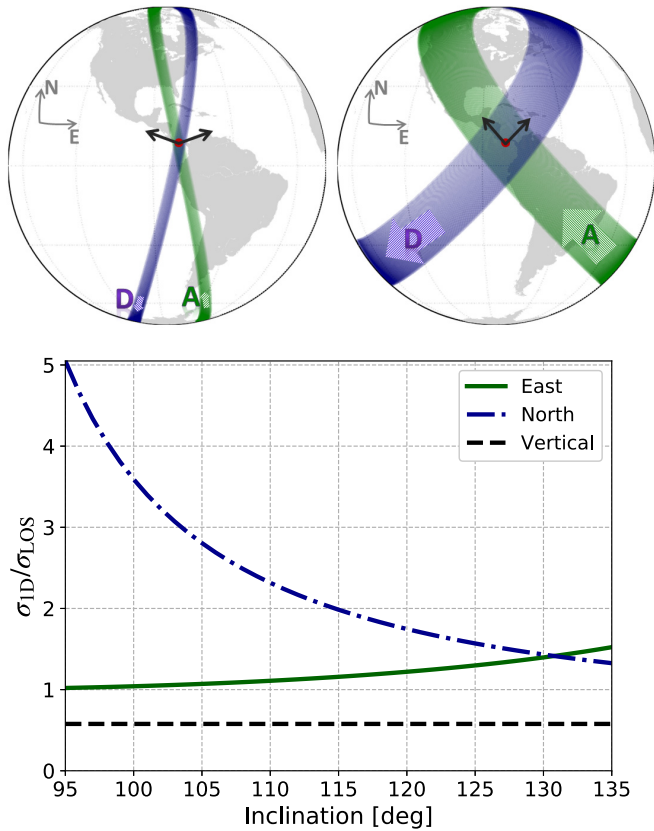 N
E
D
A
N
E
D
A
σ1D/σLOS
5
4
3
2
1
0
East
North
Vertical
95 100 105 110 115 120 125 130 135
Inclination [deg]